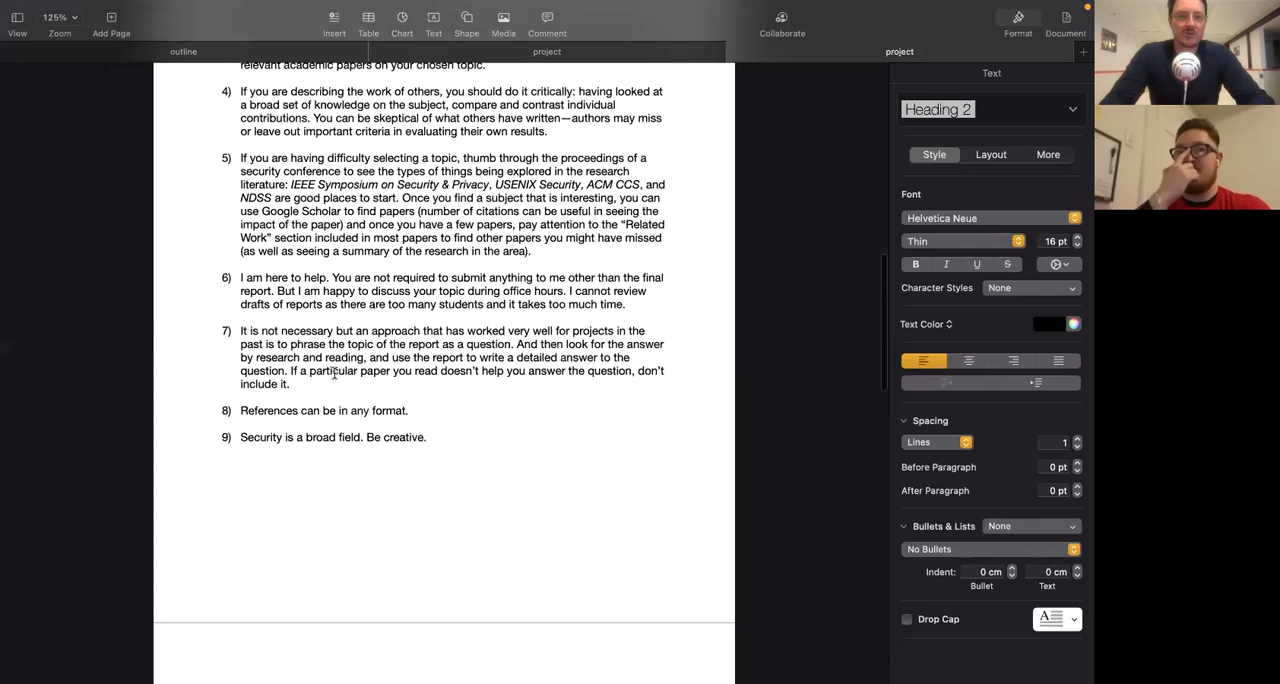 125%
View
Zoom
Add Page
Insert
Table
Chart
Text
Shape
Media
Comment
Collaborate
Format
Document
outline
project
project
relevant academic papers on your chosen topic.
4) If you are describing the work of others, you should do it critically: having looked at
a broad set of knowledge on the subject, compare and contrast individual
contributions. You can be skeptical of what others have written—authors may miss
or leave out important criteria in evaluating their own results.
5) If you are having difficulty selecting a topic, thumb through the proceedings of a
security conference to see the types of things being explored in the research
literature: IEEE Symposium on Security & Privacy, USENIX Security, ACM CCS, and
NDSS are good places to start. Once you find a subject that is interesting, you can
use Google Scholar to find papers (number of citations can be useful in seeing the
impact of the paper) and once you have a few papers, pay attention to the “Related
Work” section included in most papers to find other papers you might have missed
(as well as seeing a summary of the research in the area).
6) I am here to help. You are not required to submit anything to me other than the final
report. But I am happy to discuss your topic during office hours. I cannot review
drafts of reports as there are too many students and it takes too much time.
7) It is not necessary but an approach that has worked very well for projects in the
past is to phrase the topic of the report as a question. And then look for the answer
by research and reading, and use the report to write a detailed answer to the
question. If a particular paper you read doesn’t help you answer the question, don’t
include it.
8) References can be in any format.
9) Security is a broad field. Be creative.
Text
Heading 2
Style
Layout
More
Font
Helvetica Neue
Thin
16 pt
B
I
U
S
Character Styles
None
Text Color
Spacing
Lines
1
Before Paragraph
0 pt
After Paragraph
0 pt
Bullets & Lists
None
No Bullets
Indent:
0 cm
0 cm
Bullet
Text
Drop Cap
A